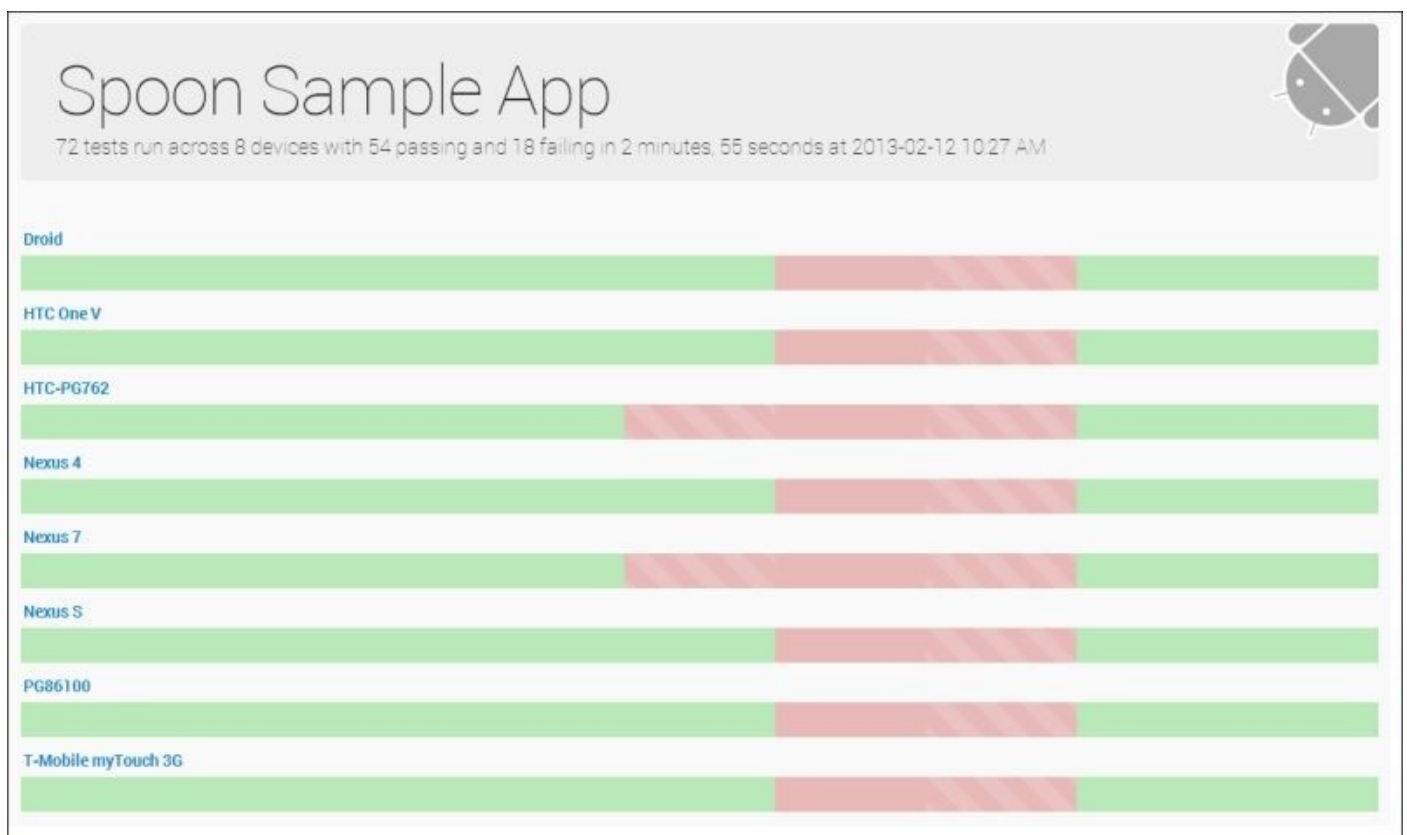 Spoon Sample App
72 tests run across 8 devices with 54 passing and 18 failing in 2 minutes, 55 seconds at 2013-02-12 10:27 AM
Droid
HTC One V
HTC-PG762
Nexus 4
Nexus 7
Nexus S
PG86100
T-Mobile myTouch 3G